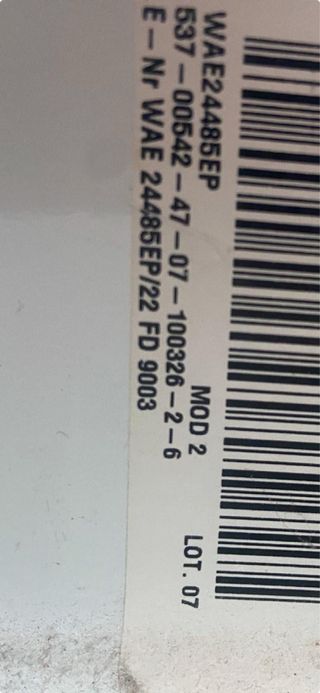 WAE24485EP MOD 2 LOT. 07
537-00542-47-07-100326-2-6
E-Nr WAE 24485EP/22 FD 9003